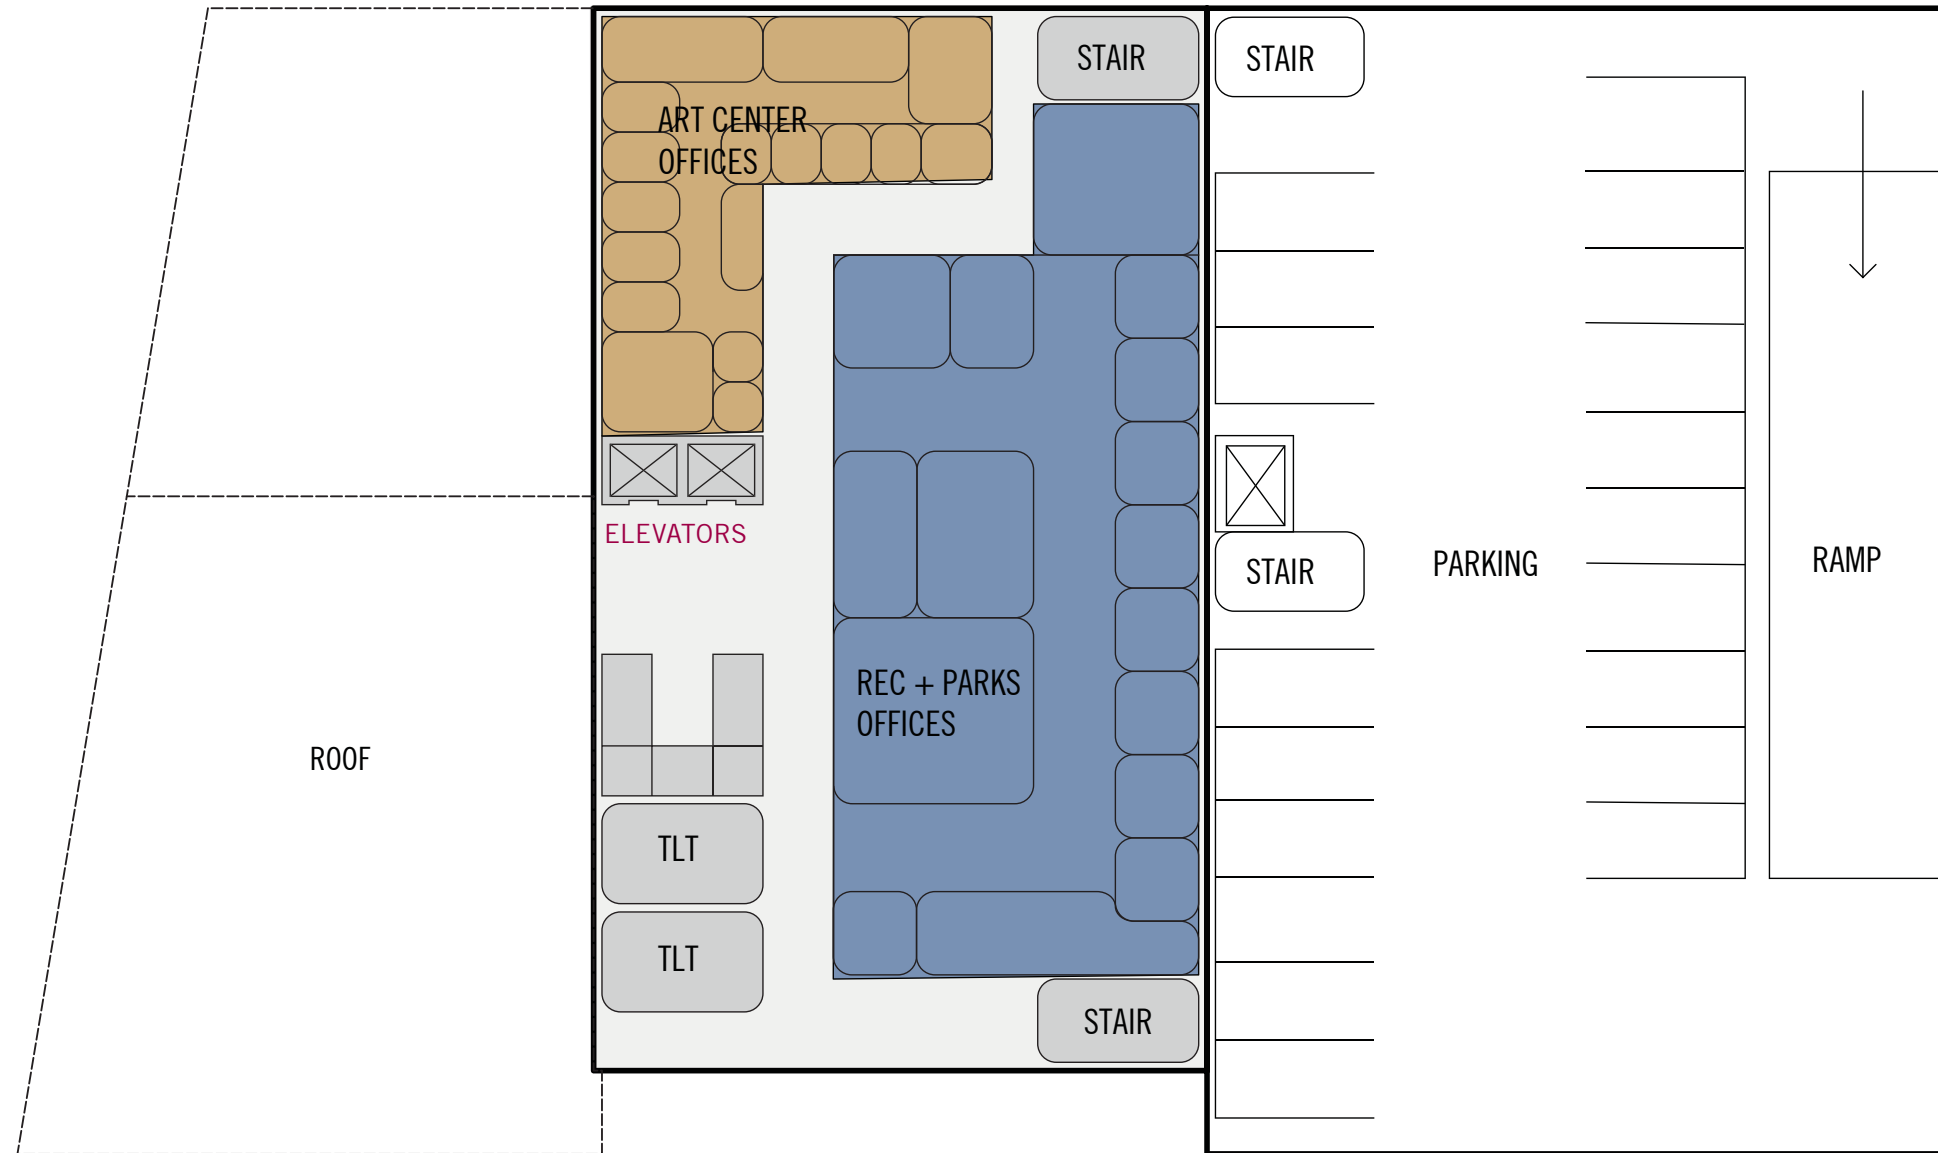 STAIR
STAIR
ART CENTER
OFFICES
ELEVATORS
STAIR
PARKING
RAMP
REC + PARKS
OFFICES
ROOF
TLT
TLT
STAIR